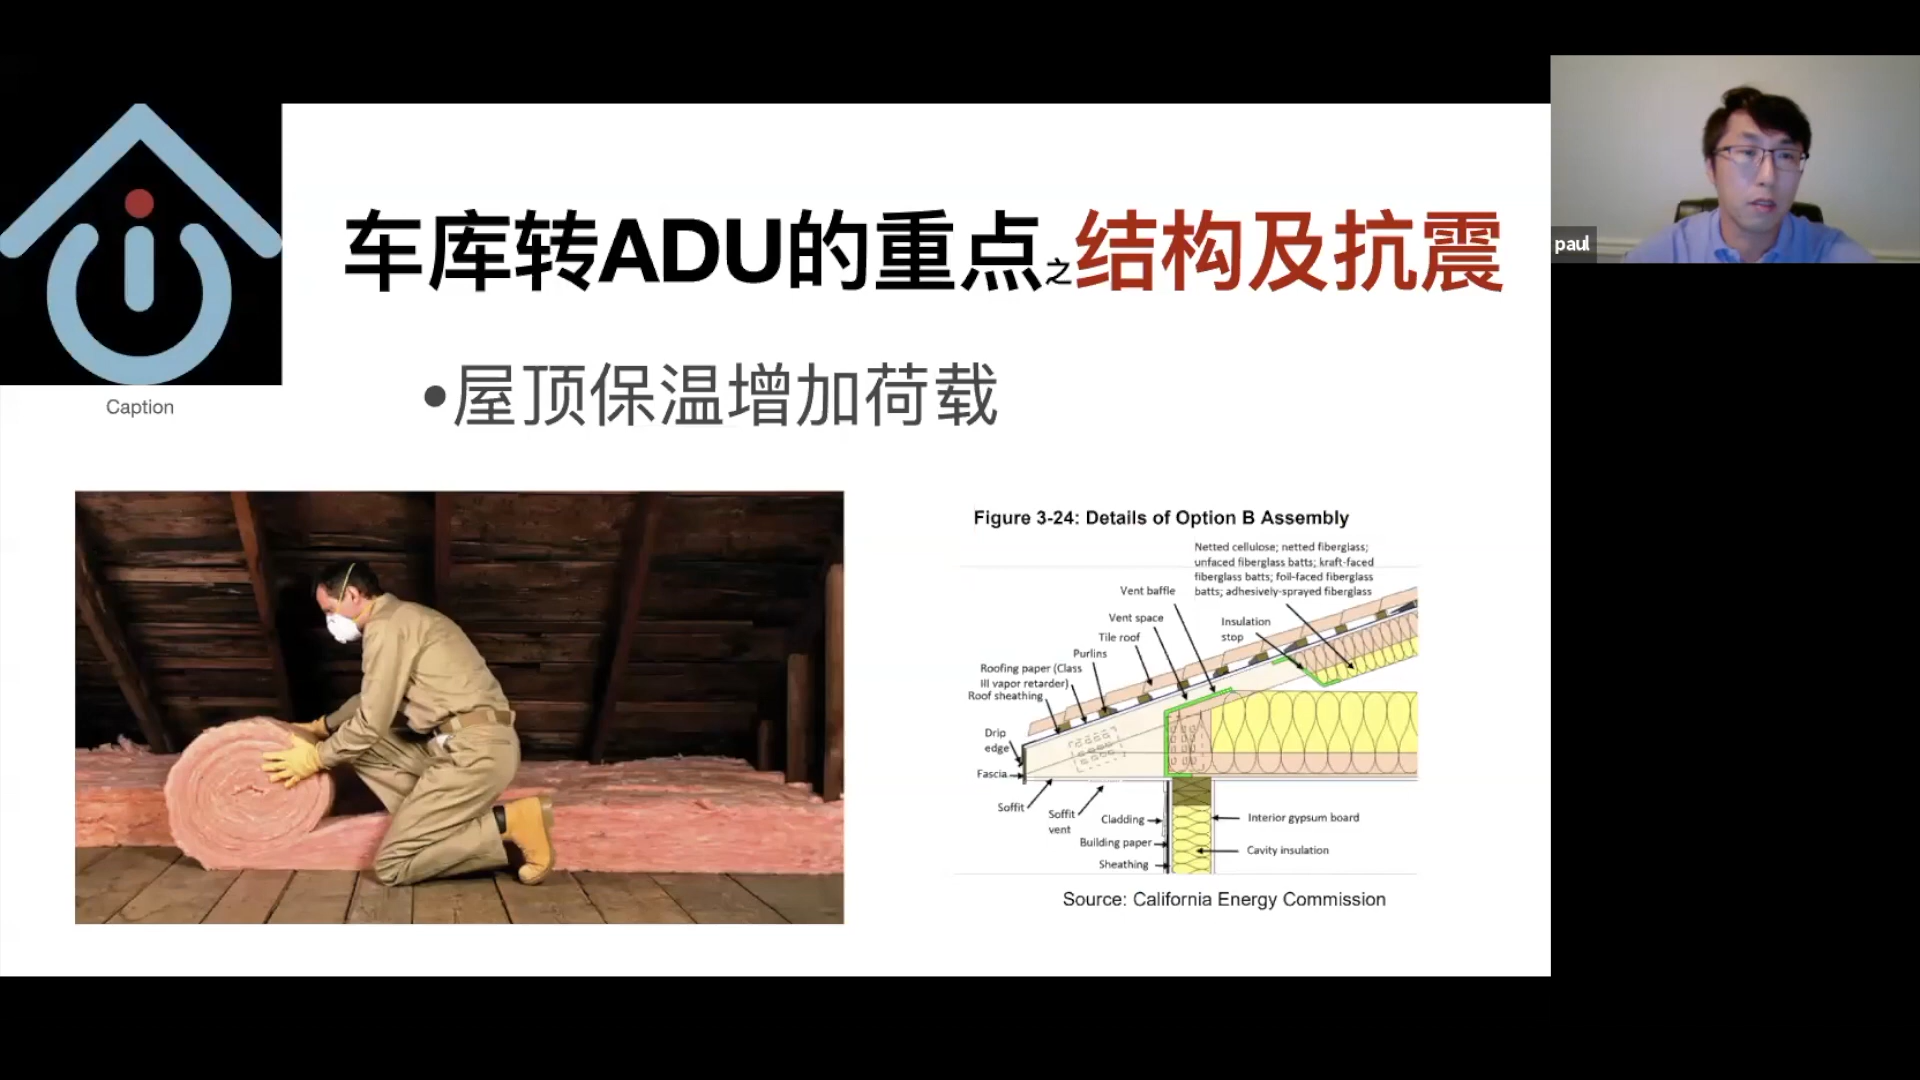 车库转ADU的重点之结构及抗震
•屋顶保温增加荷载
Caption
paul
Figure 3-24: Details of Option B Assembly
Netted cellulose; netted fiberglass;
unfaced fiberglass batts; kraft-faced
fiberglass batts; foil-faced fiberglass
batts; adhesively-sprayed fiberglass
Vent baffle
Vent space
Insulation
stop
Tile roof
Purlins
Roofing paper (Class
III vapor retarder)
Roof sheathing
Drip
edge
Fascia
Soffit
Soffit
vent
Cladding
Building paper
Sheathing
Interior gypsum board
Cavity insulation
Source: California Energy Commission